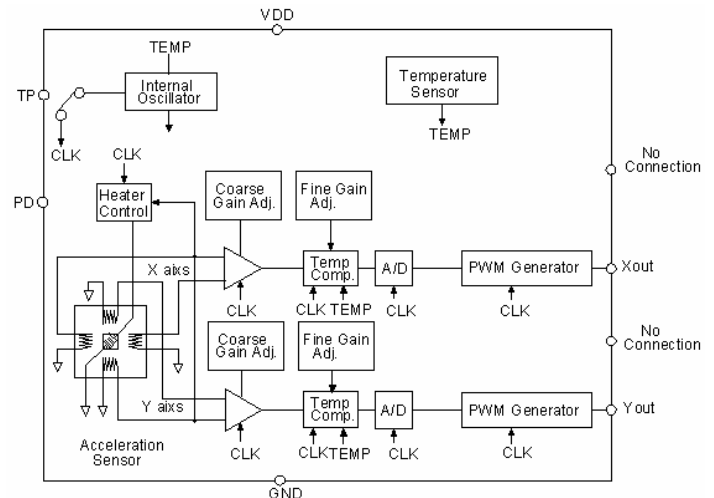 VDD
TEMP
Internal
Oscillator
Temperature
Sensor
TEMP
TP
CLK
CLK
No
Connection
PD
Heater
Control
Coarse
Gain Adj.
Fine Gain
Adj.
X aixs
Temp
Comp.
A/D
PWM Generator
Xout
CLK
CLK
TEMP
CLK
CLK
No
Connection
Coarse
Gain Adj.
Fine Gain
Adj.
Y aixs
Temp
Comp.
A/D
PWM Generator
Yout
Acceleration
Sensor
CLK
CLK
TEMP
CLK
CLK
GND